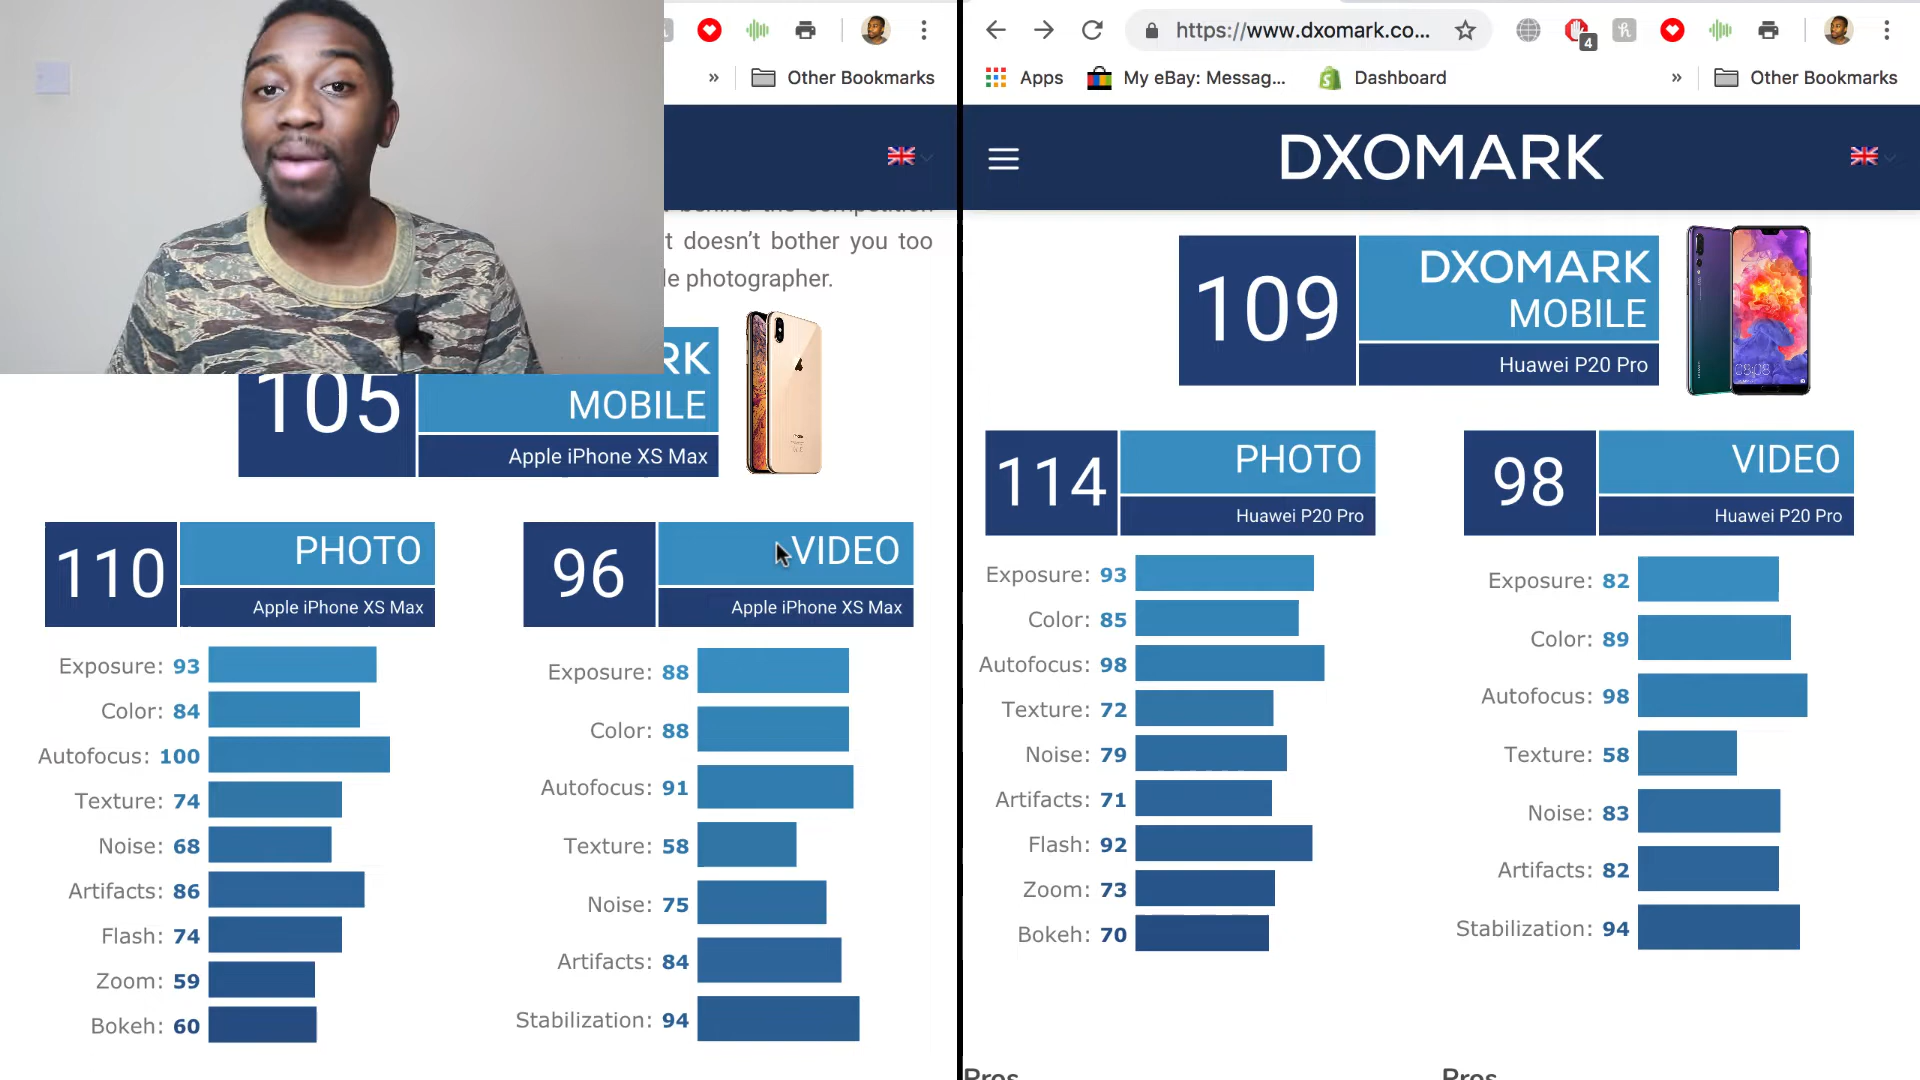 »
Other Bookmarks
t doesn't bother you too
le photographer.
105
RK
MOBILE
Apple iPhone XS Max
110
PHOTO
Apple iPhone XS Max
Exposure: 93
Color: 84
Autofocus: 100
Texture: 74
Noise: 68
Artifacts: 86
Flash: 74
Zoom: 59
Bokeh: 60
96
VIDEO
Apple iPhone XS Max
Exposure: 88
Color: 88
Autofocus: 91
Texture: 58
Noise: 75
Artifacts: 84
Stabilization: 94
https://www.dxomark.co...
4
Apps
My eBay: Messag...
Dashboard
»
Other Bookmarks
DXOMARK
109
DXOMARK
MOBILE
Huawei P20 Pro
08:08
114
PHOTO
Huawei P20 Pro
Exposure: 93
Color: 85
Autofocus: 98
Texture: 72
Noise: 79
Artifacts: 71
Flash: 92
Zoom: 73
Bokeh: 70
98
VIDEO
Huawei P20 Pro
Exposure: 82
Color: 89
Autofocus: 98
Texture: 58
Noise: 83
Artifacts: 82
Stabilization: 94
Pros
Pros